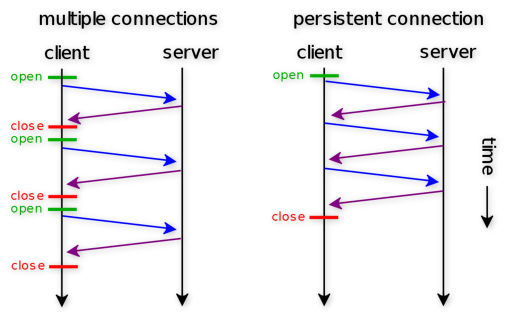 multiple connections
client server
open
close
open
close
open
close
persistent connection
client server
open
close
time